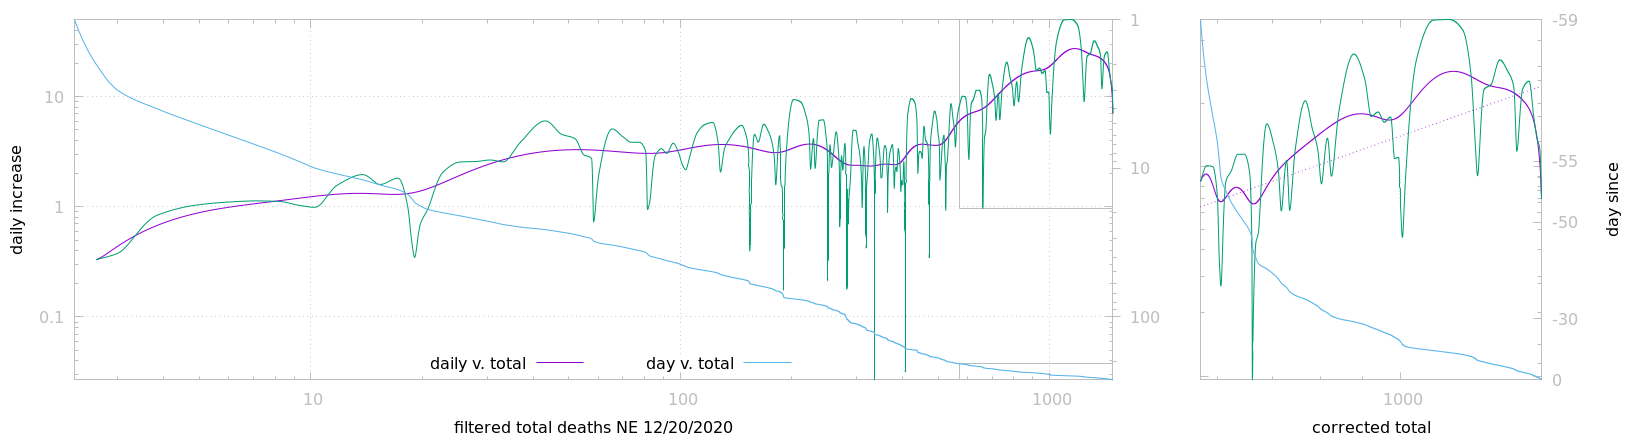 daily increase
10
1
0.1
daily v. total
day v. total
1
10
100
10
100
1000
filtered total deaths NE 12/20/2020
-59
-55
-50
-30
0
day since
1000
corrected total